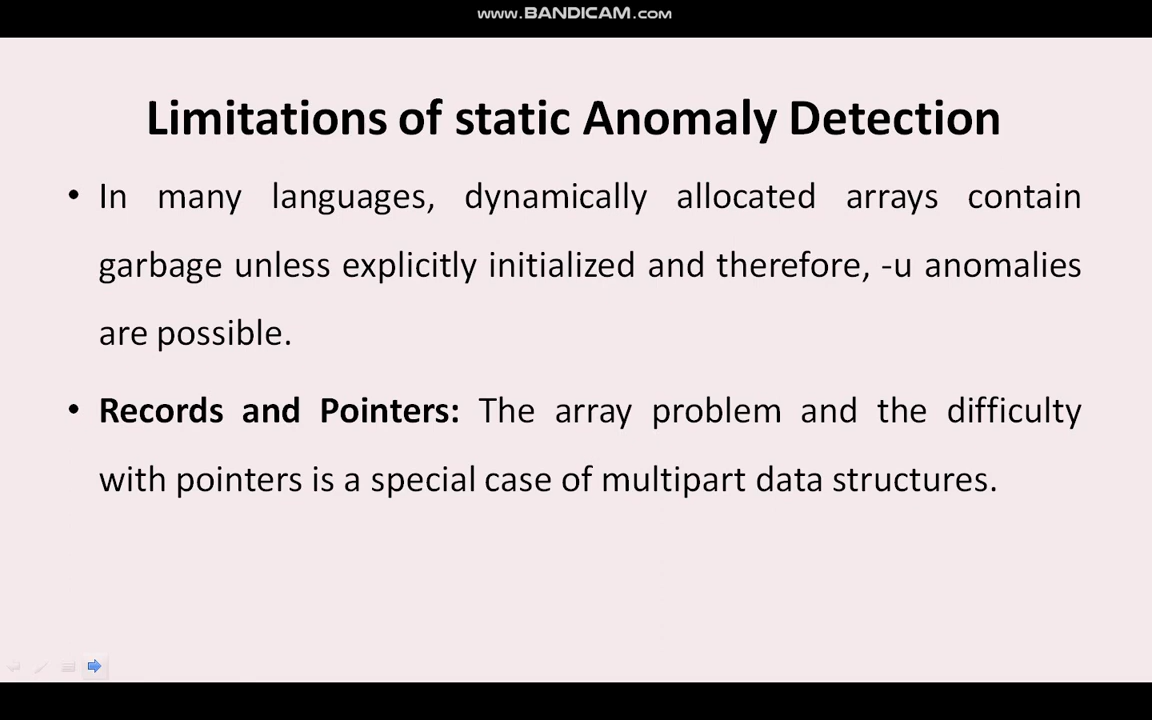 www.BANDICAM.com
Limitations of static Anomaly Detection
• In many languages, dynamically allocated arrays contain
garbage unless explicitly initialized and therefore, -u anomalies
are possible.
• Records and Pointers: The array problem and the difficulty
with pointers is a special case of multipart data structures.